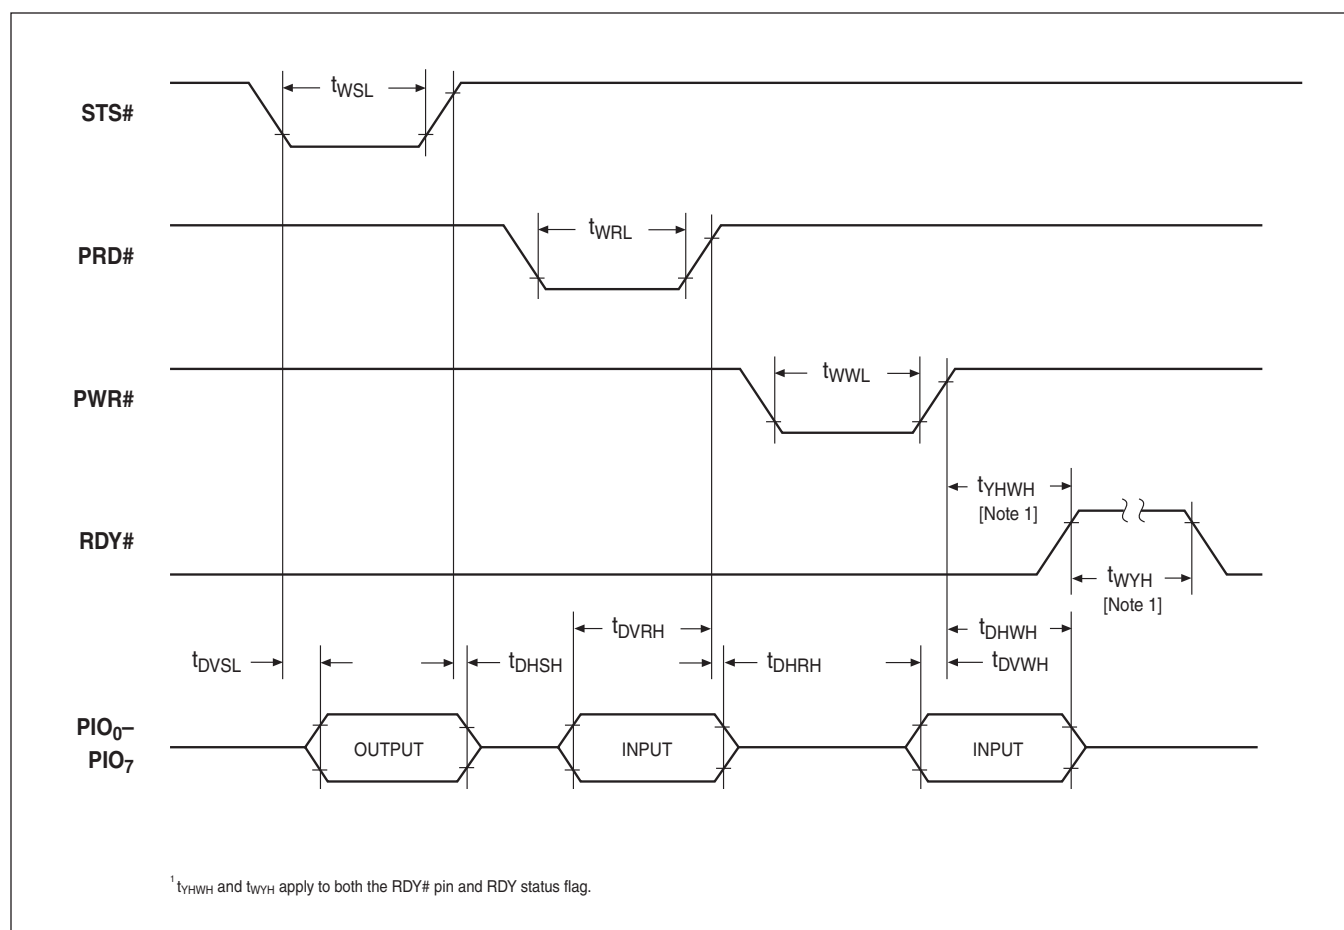 STS#
tWSL
PRD#
tWRL
PWR#
tWWL
RDY#
tYHWH
[Note 1]
tWYH
[Note 1]
tDVSL
tDHSH
tDVRH
tDHRH
tDHWH
tDVWH
PIO0–
PIO7
OUTPUT
INPUT
INPUT
1 tYHWH and tWYH apply to both the RDY# pin and RDY status flag.